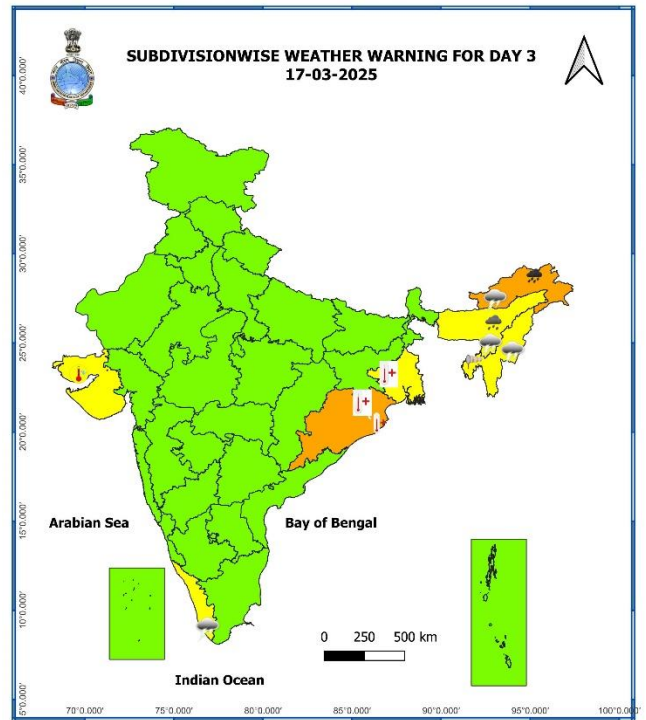 SUBDIVISIONWISE WEATHER WARNING FOR DAY 3
17-03-2025
40°0.000'
35°0.000'
30°0.000'
25°0.000'
20°0.000'
15°0.000'
10°0.000'
5°0.000'
Arabian Sea
Bay of Bengal
0 250 500 km
Indian Ocean
70°0.000' 75°0.000' 80°0.000' 85°0.000' 90°0.000' 95°0.000' 100°0.000'